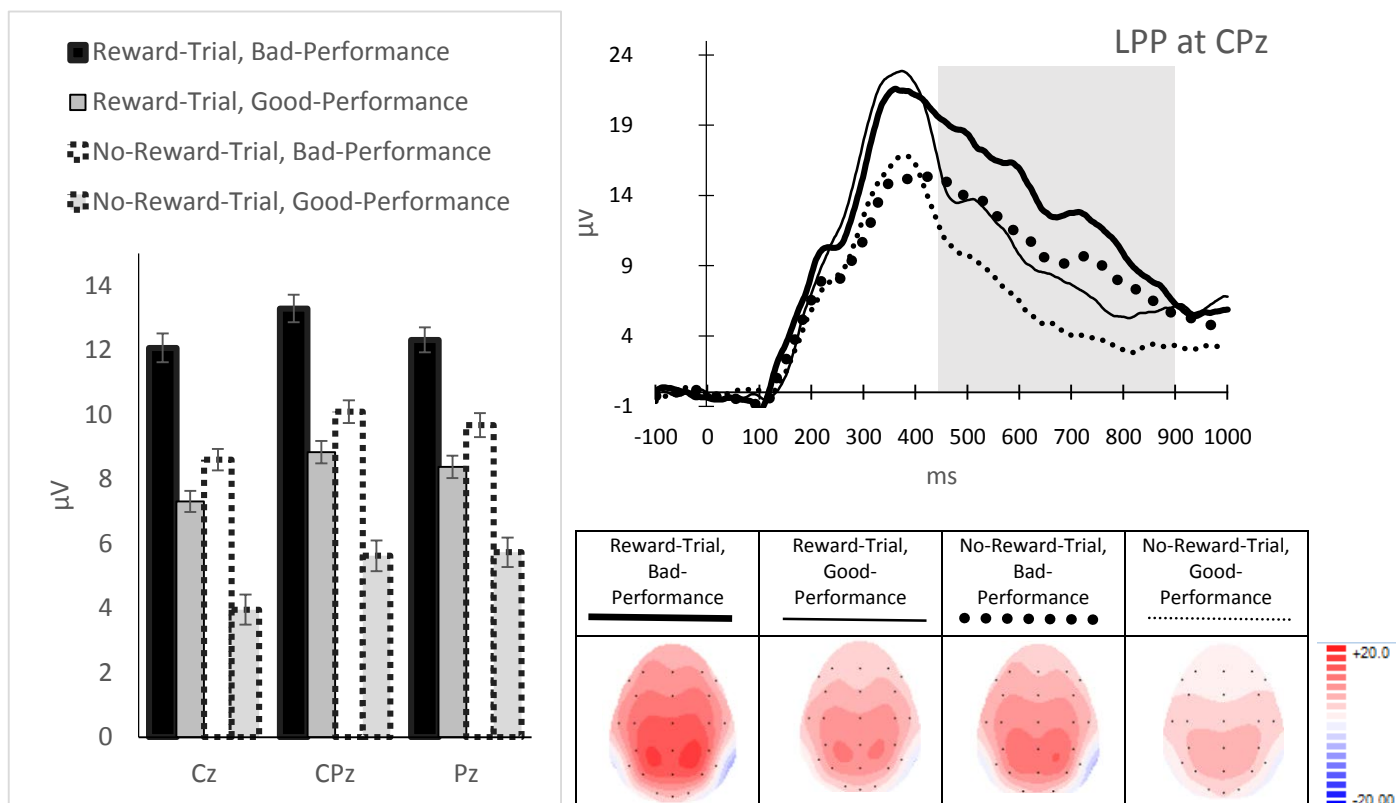 Reward-Trial, Bad-Performance
Reward-Trial, Good-Performance
No-Reward-Trial, Bad-Performance
No-Reward-Trial, Good-Performance
14
12
10
8
6
4
2
0
µV
Cz CPz Pz
LPP at CPz
24
19
14
9
4
-1
µv
-100 0 100 200 300 400 500 600 700 800 900 1000
ms
Reward-Trial,
Bad-
Performance
Reward-Trial,
Good-
Performance
No-Reward-Trial,
Bad-
Performance
No-Reward-Trial,
Good-
Performance
+20.0
-20.00